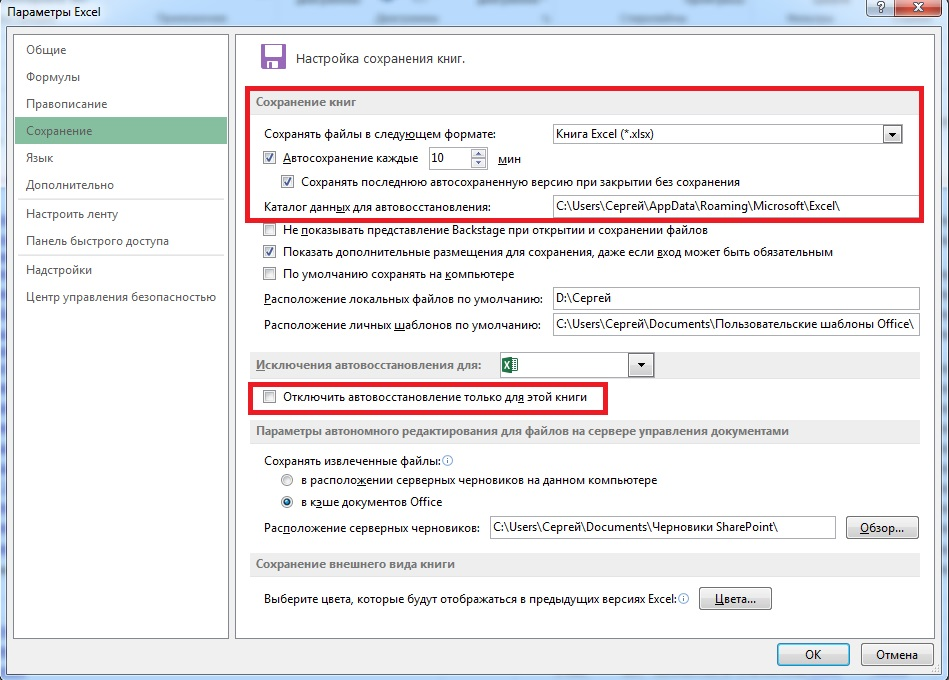 Параметры Excel
?
Общие
Формулы
Правописание
Сохранение
Язык
Дополнительно
Настроить ленту
Панель быстрого доступа
Надстройки
Центр управления безопасностью
Настройка сохранения книг.
Сохранение книг
Сохранять файлы в следующем формате: Книга Excel (*.xlsx)
Автосохранение каждые 10 мин
Сохранять последнюю автосохраненную версию при закрытии без сохранения
Каталог данных для автовосстановления: C:\Users\Сергей\AppData\Roaming\Microsoft\Excel\
Не показывать представление Backstage при открытии и сохранении файлов
Показать дополнительные размещения для сохранения, даже если вход может быть обязательным
По умолчанию сохранять на компьютере
Расположение локальных файлов по умолчанию: D:\Сергей
Расположение личных шаблонов по умолчанию: C:\Users\Сергей\Documents\Пользовательские шаблоны Office\
Исключения автовосстановления для:
Отключить автовосстановление только для этой книги
Параметры автономного редактирования для файлов на сервере управления документами
Сохранять извлеченные файлы:
в расположении серверных черновиков на данном компьютере
в кэше документов Office
Расположение серверных черновиков: C:\Users\Сергей\Documents\Черновики SharePoint\ Обзор...
Сохранение внешнего вида книги
Выберите цвета, которые будут отображаться в предыдущих версиях Excel: Цвета...
OK Отмена